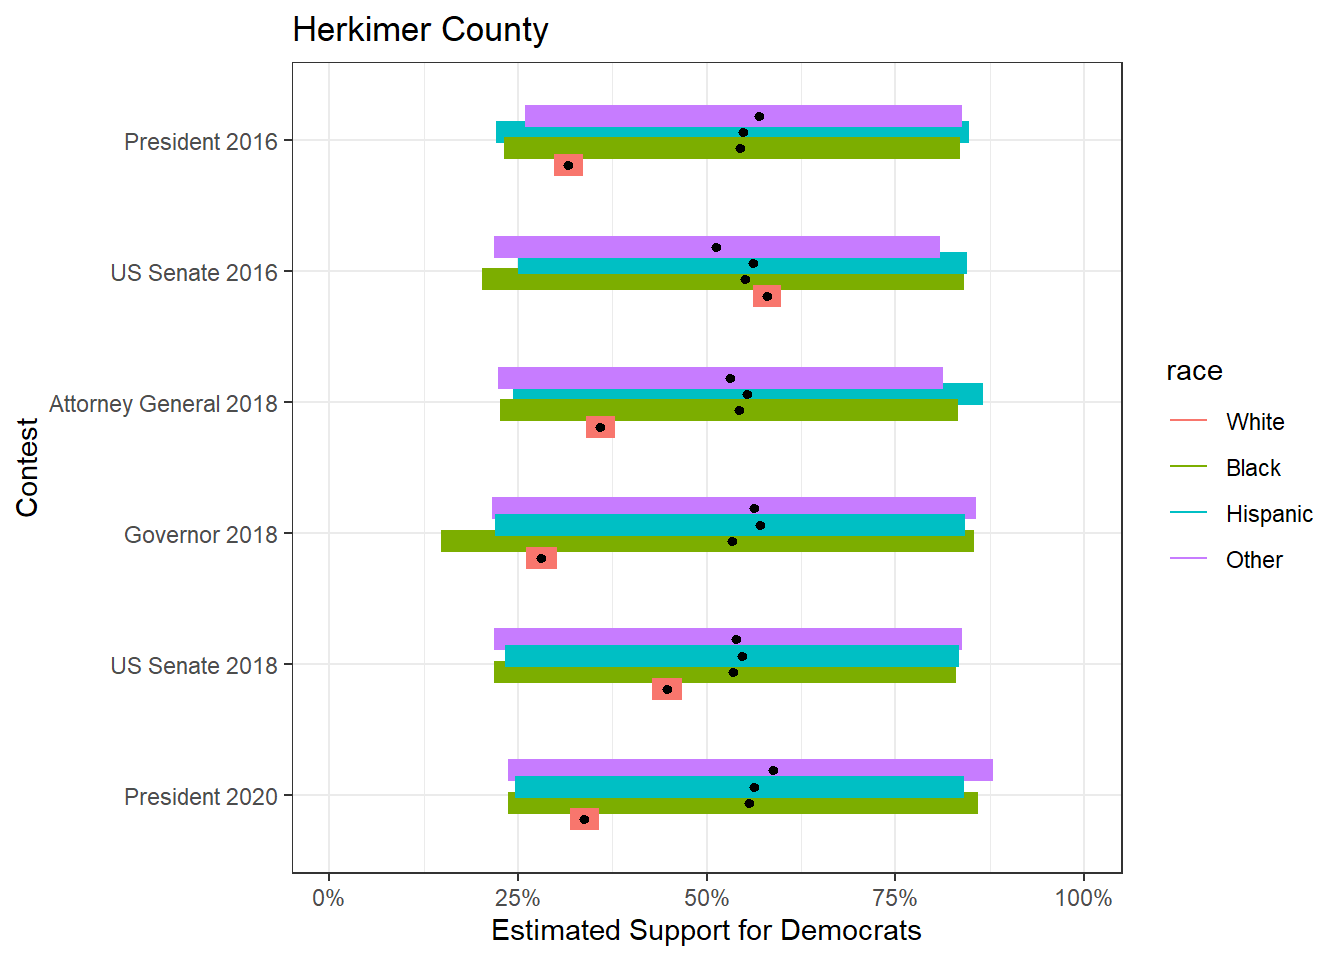 Herkimer County
President 2016
US Senate 2016
Attorney General 2018
Governor 2018
US Senate 2018
President 2020
Contest
0% 25% 50% 75% 100%
Estimated Support for Democrats
race
White
Black
Hispanic
Other